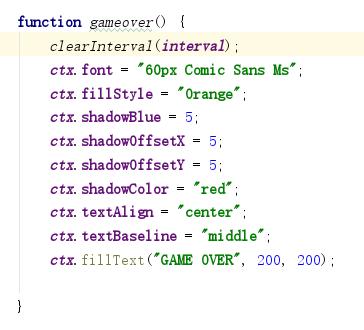 function gameover() {
    clearInterval(interval);
    ctx.font = "60px Comic Sans Ms";
    ctx.fillStyle = "Orange";
    ctx.shadowBlue = 5;
    ctx.shadowOffsetX = 5;
    ctx.shadowOffsetY = 5;
    ctx.shadowColor = "red";
    ctx.textAlign = "center";
    ctx.textBaseline = "middle";
    ctx.fillText("GAME OVER", 200, 200);
}